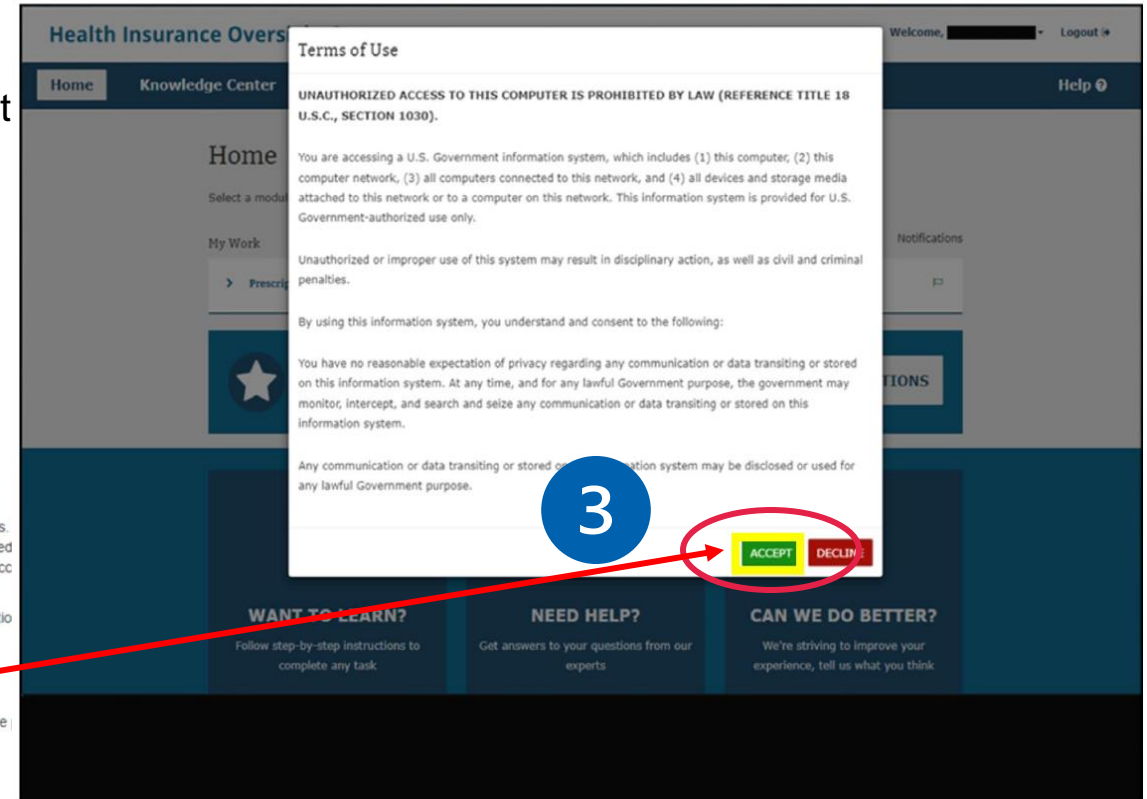 Health Insurance Overs
Welcome,
Logout
Home
Knowledge Center
Help
t
Terms of Use
UNAUTHORIZED ACCESS TO THIS COMPUTER IS PROHIBITED BY LAW (REFERENCE TITLE 18
U.S.C., SECTION 1030).
You are accessing a U.S. Government information system, which includes (1) this computer, (2) this
computer network, (3) all computers connected to this network, and (4) all devices and storage media
attached to this network or to a computer on this network. This information system is provided for U.S.
Government-authorized use only.
Unauthorized or improper use of this system may result in disciplinary action, as well as civil and criminal
penalties.
By using this information system, you understand and consent to the following:
You have no reasonable expectation of privacy regarding any communication or data transiting or stored
on this information system. At any time, and for any lawful Government purpose, the government may
monitor, intercept, and search and seize any communication or data transiting or stored on this
information system.
Any communication or data transiting or stored o ation system may be disclosed or used for
any lawful Government purpose.
3
ACCEPT
DECLINE
Home
Select a modul
My Work
Notifications
Prescrip
TIONS
s.
ed
cc
tio
e
WANT TO LEARN?
Follow step-by-step instructions to
complete any task
NEED HELP?
Get answers to your questions from our
experts
CAN WE DO BETTER?
We're striving to improve your
experience, tell us what you think